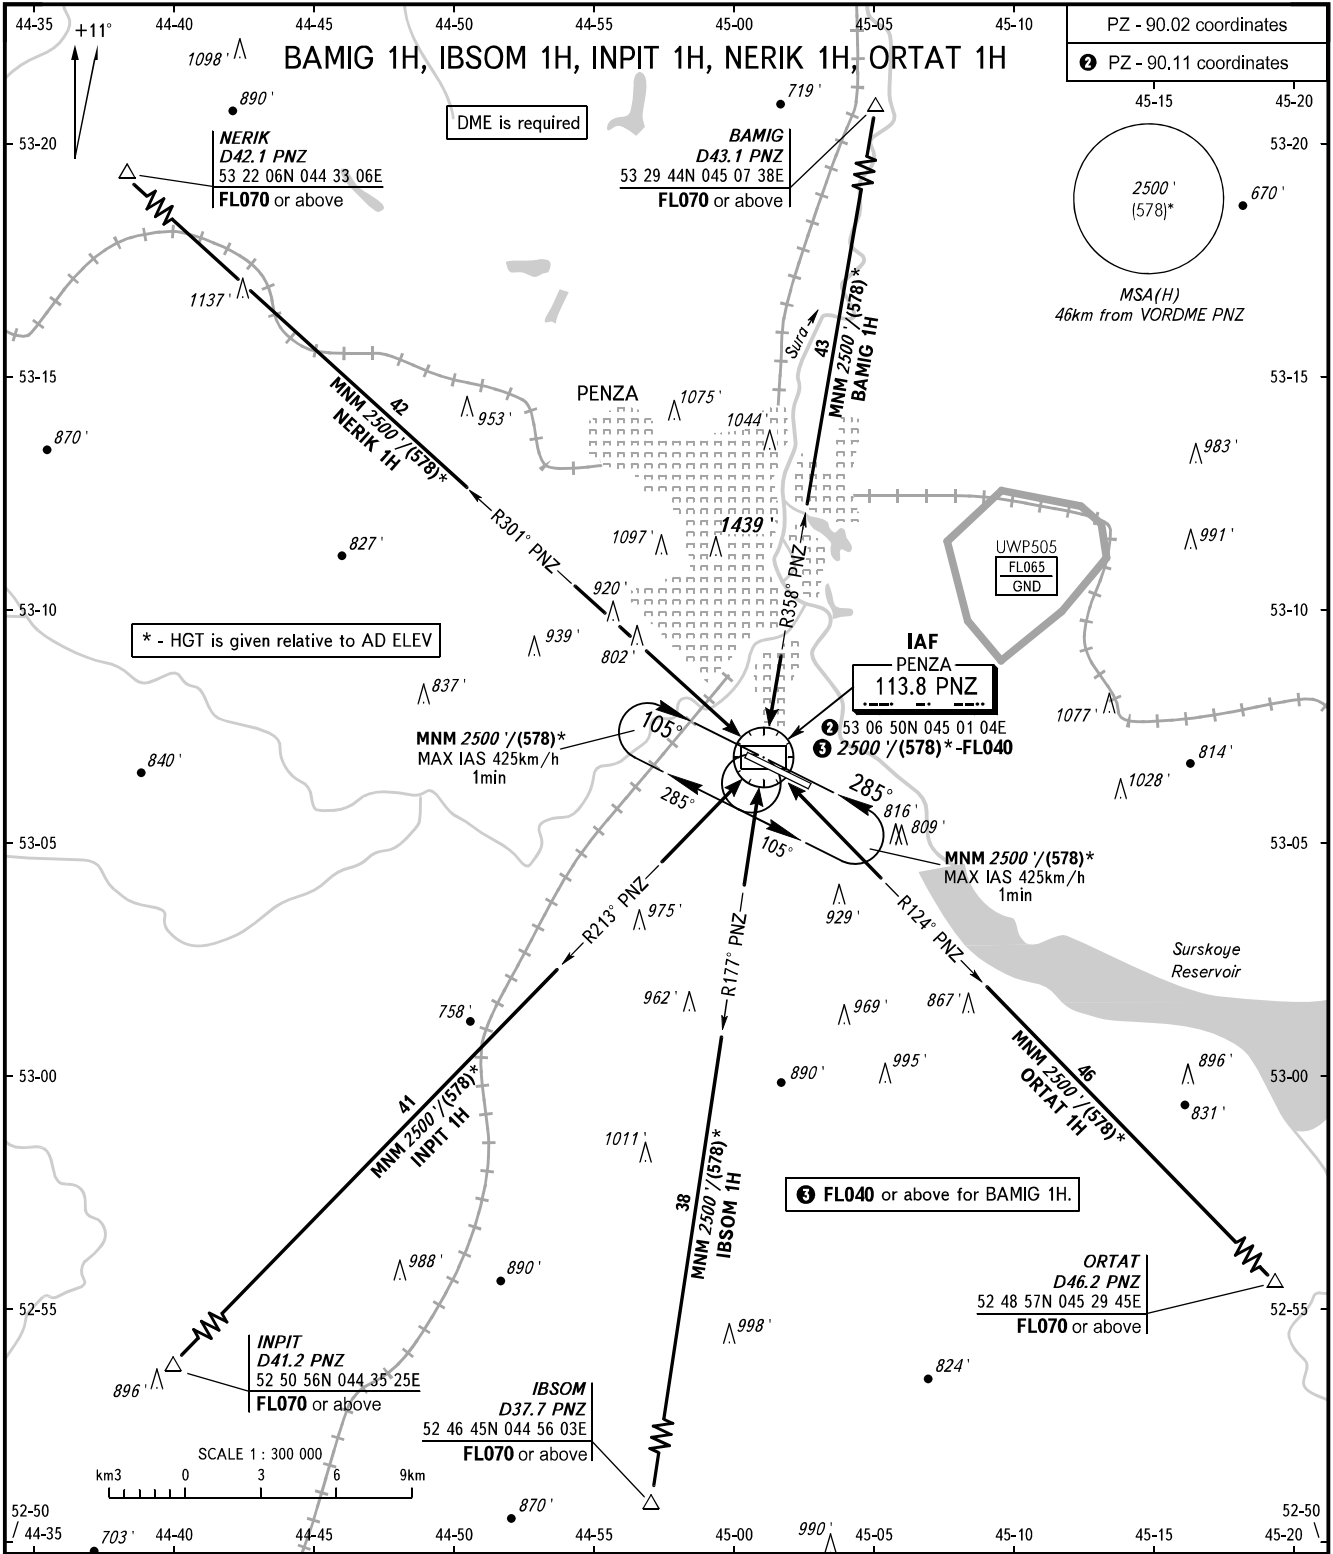 44-35 44-40 44-45 44-50 44-55 45-00 45-05 45-10
PZ - 90.02 coordinates
❷ PZ - 90.11 coordinates
45-15 45-20
+11°
BAMIG 1H, IBSOM 1H, INPIT 1H, NERIK 1H, ORTAT 1H
1098'
890'
719'
DME is required
NERIK
D42.1 PNZ
53 22 06N 044 33 06E
FL070 or above
BAMIG
D43.1 PNZ
53 29 44N 045 07 38E
FL070 or above
53-20
53-20
2500'
(578)*
670'
MSA(H)
46km from VORDME PNZ
1137'
Sura
43
MNM 2500'/(578)*
BAMIG 1H
53-15
53-15
PENZA
1075'
1044'
953'
42
MNM 2500'/(578)*
NERIK 1H
870'
983'
R301° PNZ
1097'
1439'
991'
827'
UWP505
FL065
GND
R358° PNZ
920'
53-10
53-10
* - HGT is given relative to AD ELEV
939'
802'
IAF
PENZA
113.8 PNZ
837'
1077'
❷ 53 06 50N 045 01 04E
❸ 2500'/(578)*-FL040
105°
MNM 2500'/(578)*
MAX IAS 425km/h
1min
840'
814'
1028'
285°
285°
816'
809'
105°
53-05
53-05
MNM 2500'/(578)*
MAX IAS 425km/h
1min
R213° PNZ
975'
929'
R124° PNZ
R177° PNZ
Surskoye
Reservoir
962'
969'
867'
758'
53-00
53-00
890'
995'
896'
831'
46
MNM 2500'/(578)*
ORTAT 1H
41
MNM 2500'/(578)*
INPIT 1H
1011'
38
MNM 2500'/(578)*
IBSOM 1H
❸ FL040 or above for BAMIG 1H.
988'
890'
ORTAT
D46.2 PNZ
52 48 57N 045 29 45E
FL070 or above
52-55
52-55
998'
INPIT
D41.2 PNZ
52 50 56N 044 35 25E
FL070 or above
896'
824'
IBSOM
D37.7 PNZ
52 46 45N 044 56 03E
FL070 or above
SCALE 1 : 300 000
km3 0 3 6 9km
870'
990'
703'
52-50
52-50
44-35 44-40 44-45 44-50 44-55 45-00 45-05 45-10 45-15 45-20